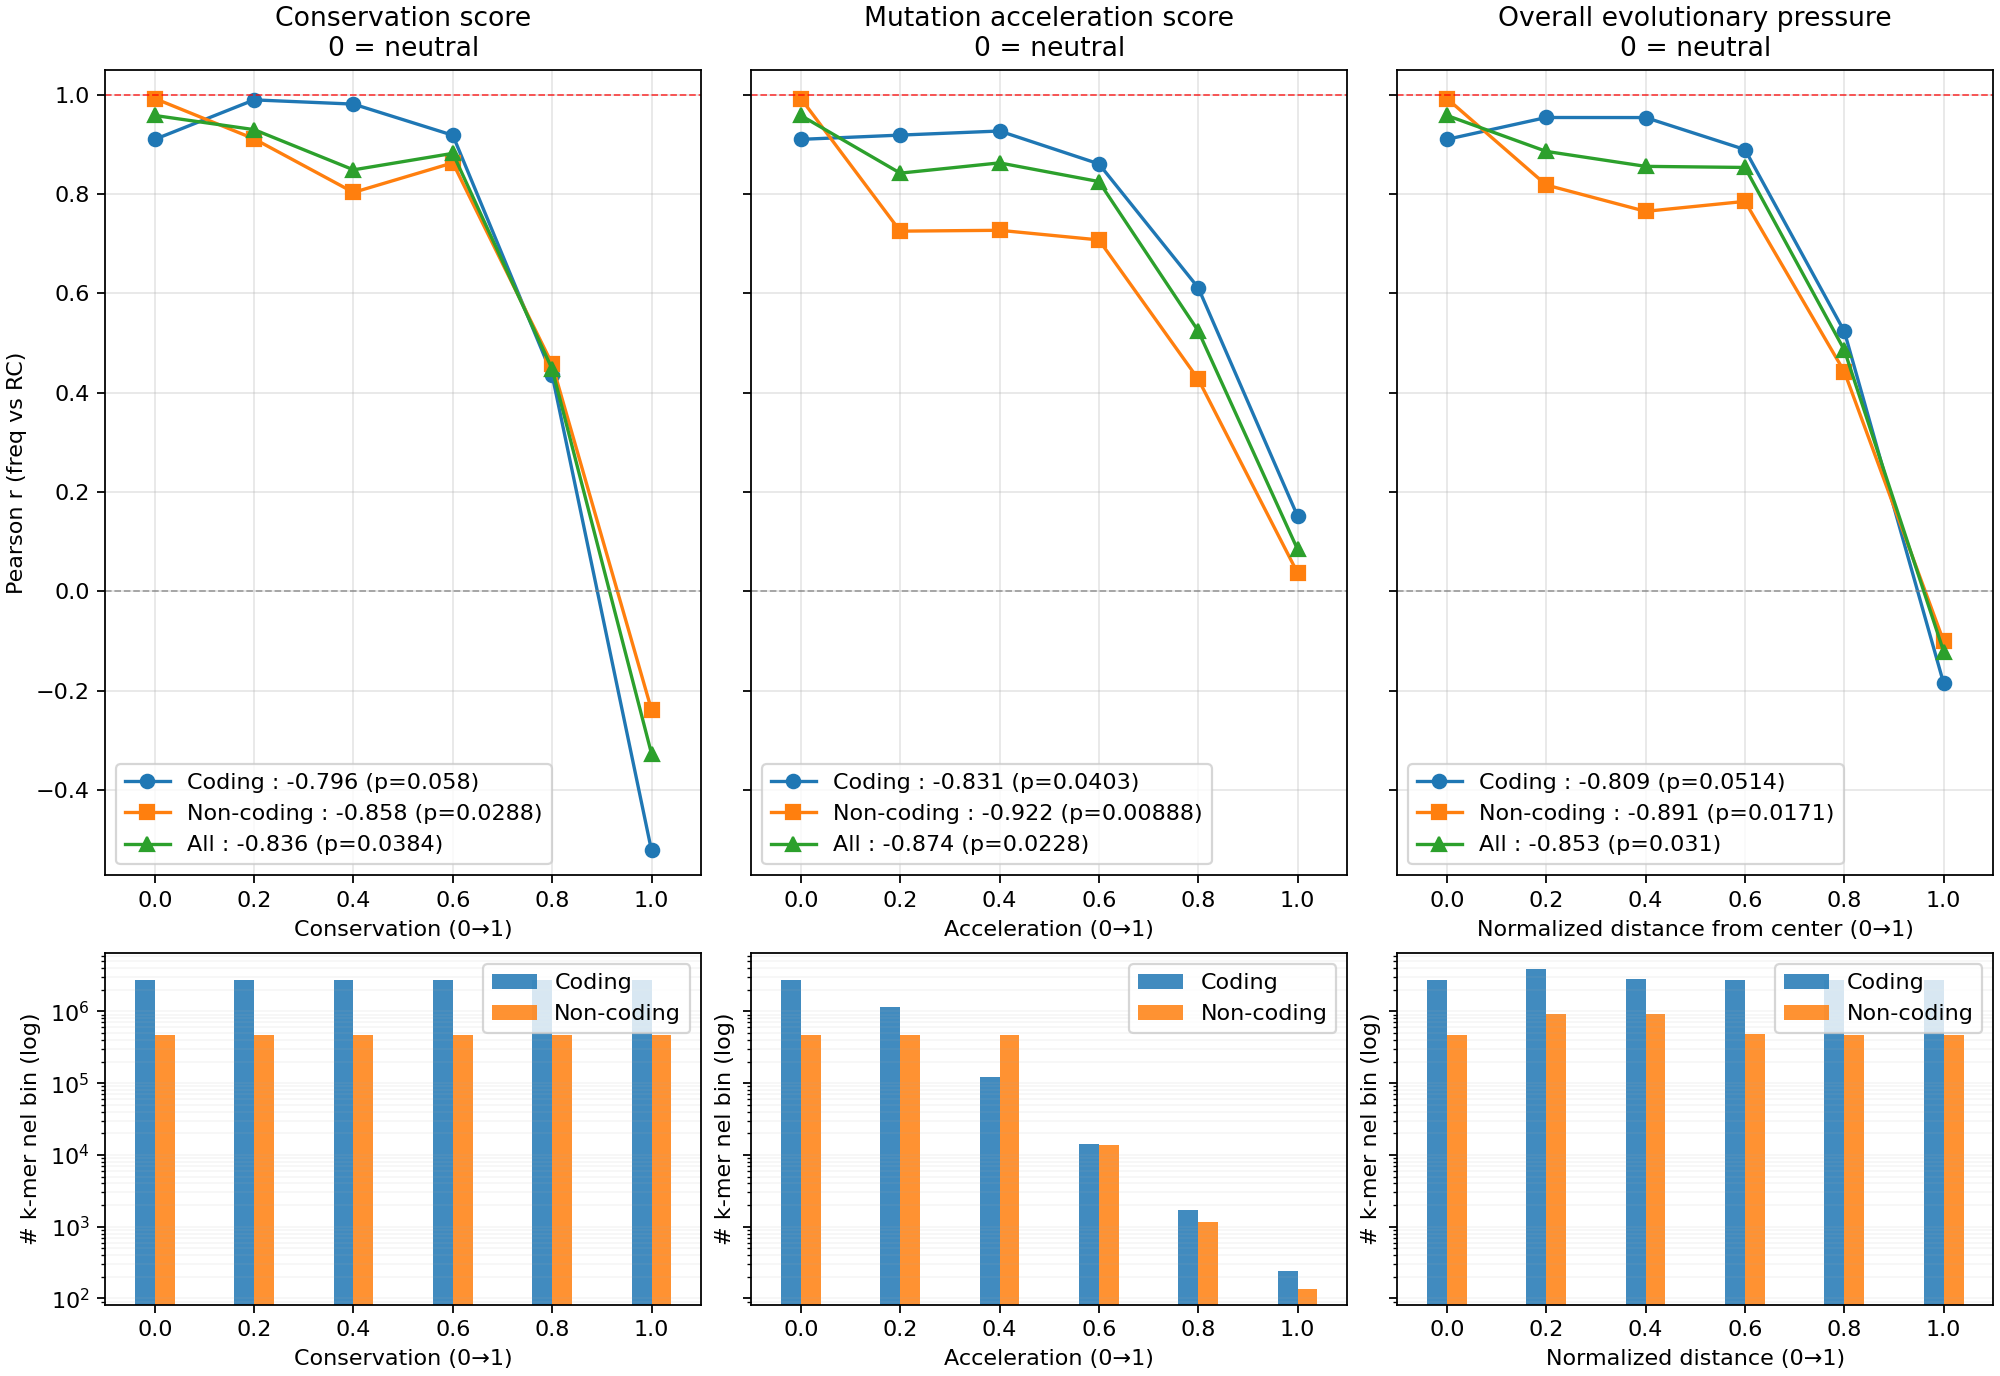 Conservation score
0 = neutral
Mutation acceleration score
0 = neutral
Overall evolutionary pressure
0 = neutral
Pearson r (freq vs RC)
1.0
0.8
0.6
0.4
0.2
0.0
−0.2
−0.4
Coding : -0.796 (p=0.058)
Non-coding : -0.858 (p=0.0288)
All : -0.836 (p=0.0384)
0.0 0.2 0.4 0.6 0.8 1.0
Conservation (0→1)
Coding : -0.831 (p=0.0403)
Non-coding : -0.922 (p=0.00888)
All : -0.874 (p=0.0228)
0.0 0.2 0.4 0.6 0.8 1.0
Acceleration (0→1)
Coding : -0.809 (p=0.0514)
Non-coding : -0.891 (p=0.0171)
All : -0.853 (p=0.031)
0.0 0.2 0.4 0.6 0.8 1.0
Normalized distance from center (0→1)
# k-mer nel bin (log)
10⁶
10⁵
10⁴
10³
10²
Coding
Non-coding
0.0 0.2 0.4 0.6 0.8 1.0
Conservation (0→1)
# k-mer nel bin (log)
Coding
Non-coding
0.0 0.2 0.4 0.6 0.8 1.0
Acceleration (0→1)
# k-mer nel bin (log)
Coding
Non-coding
0.0 0.2 0.4 0.6 0.8 1.0
Normalized distance (0→1)